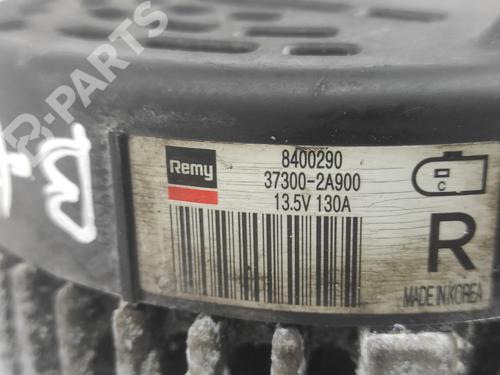 B-PARTS
Remy
8400290
37300-2A900
13.5V 130A
C
R
MADE IN KOREA